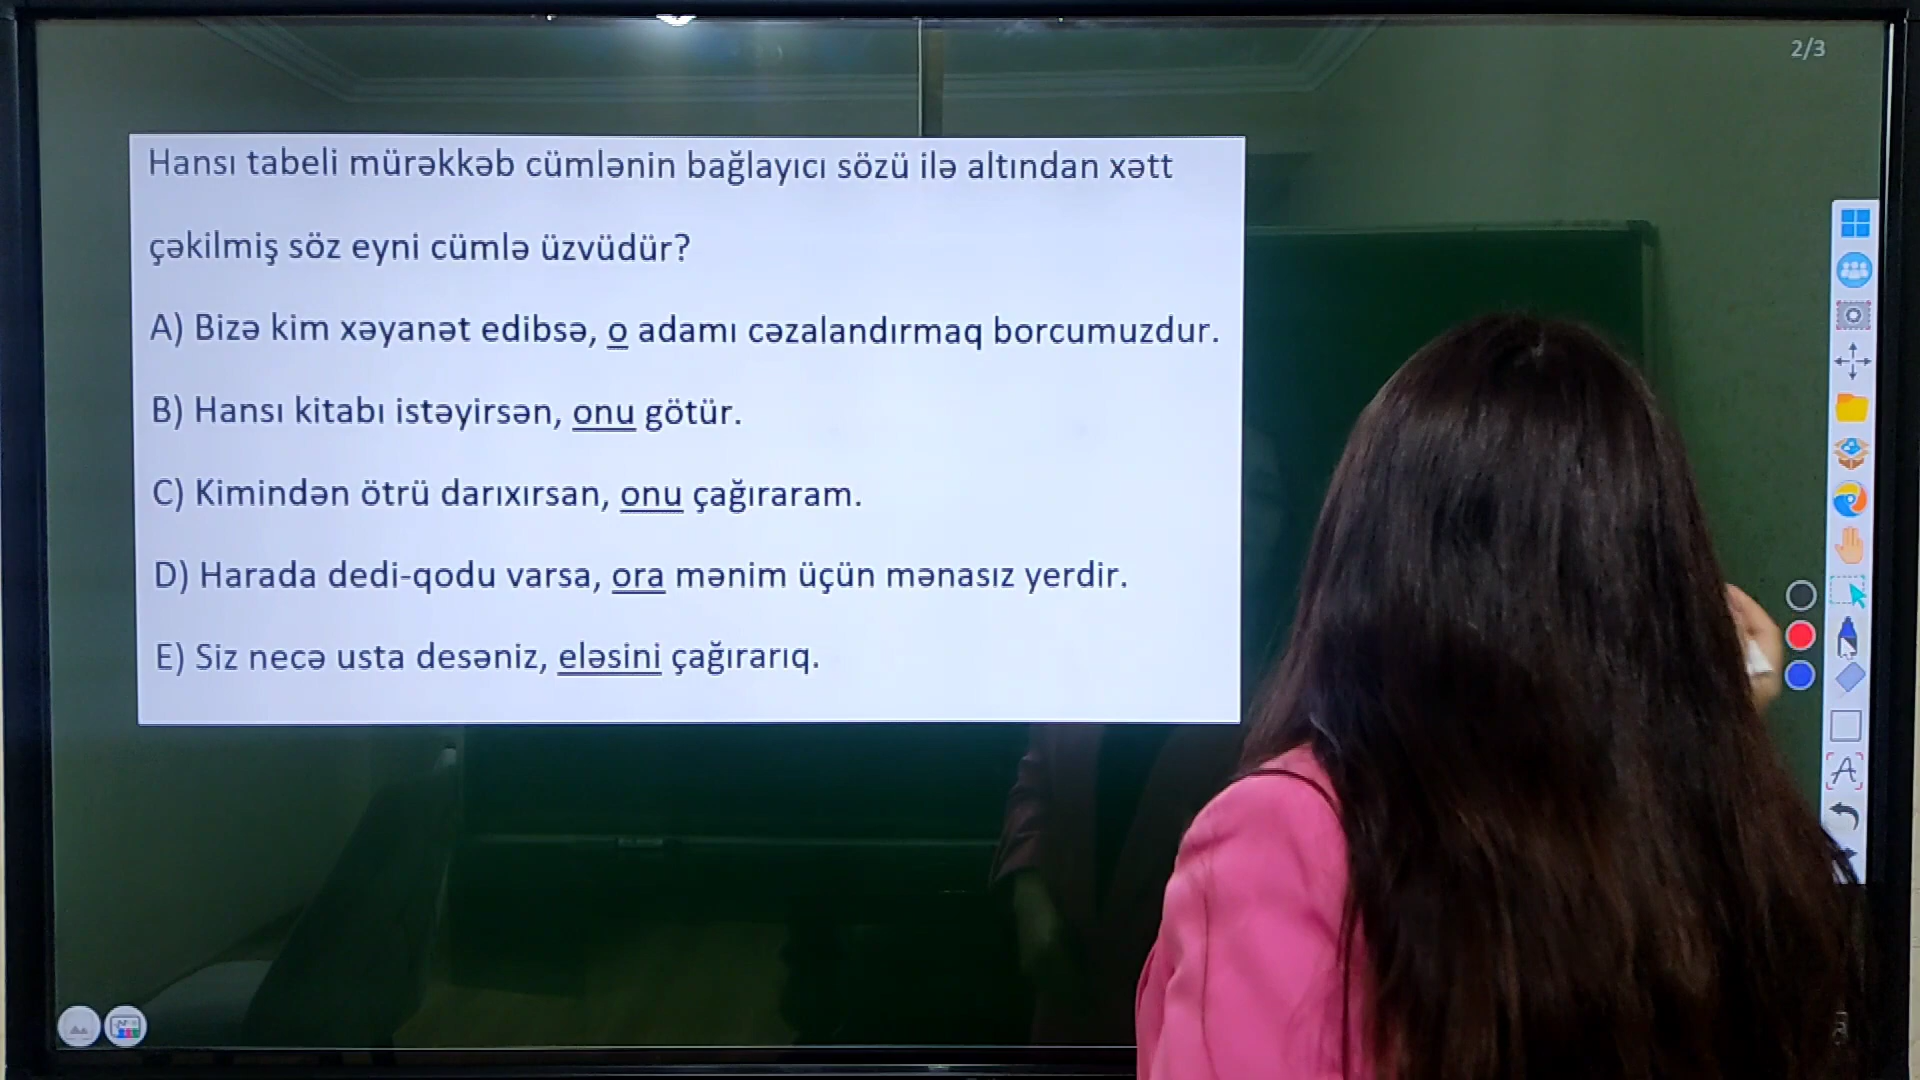 2/3
Hansı tabeli mürəkkəb cümlənin bağlayıcı sözü ilə altından xətt
çəkilmiş söz eyni cümlə üzvüdür?
A) Bizə kim xəyanət edibsə, o adamı cəzalandırmaq borcumuzdur.
B) Hansı kitabı istəyirsən, onu götür.
C) Kimindən ötrü darıxırsan, onu çağıraram.
D) Harada dedi-qodu varsa, ora mənim üçün mənasız yerdir.
E) Siz necə usta desəniz, eləsini çağırarıq.
A